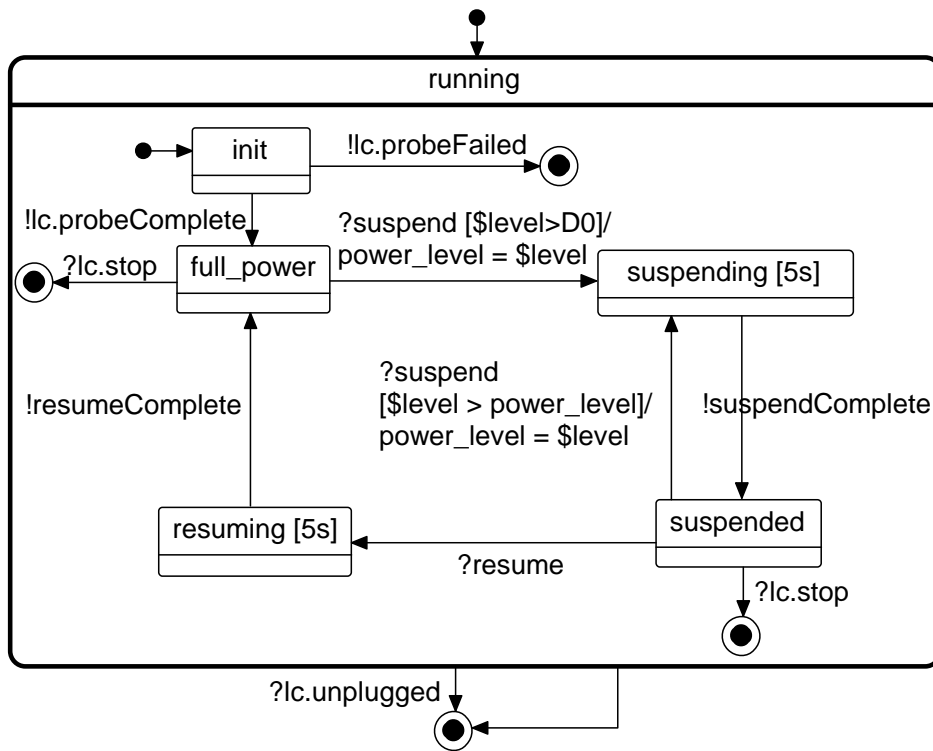 running
init
!lc.probeFailed
!lc.probeComplete
?suspend [$level>D0]/
power_level = $level
?lc.stop
full_power
suspending [5s]
?suspend
[$level > power_level]/
power_level = $level
!resumeComplete
!suspendComplete
resuming [5s]
suspended
?resume
?lc.stop
?lc.unplugged